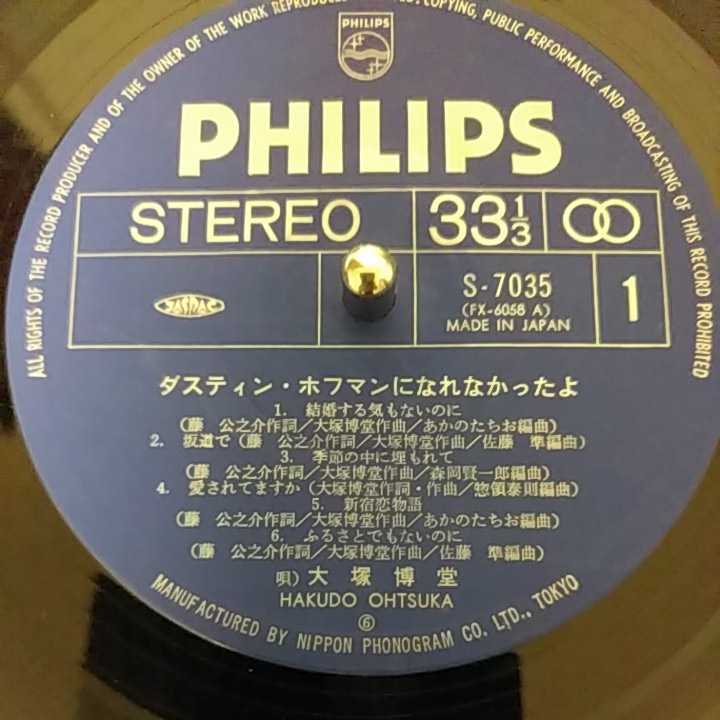 ALL RIGHTS OF THE RECORD PRODUCER AND OF THE OWNER OF THE WORK REPRODUCED COPYING, PUBLIC PERFORMANCE AND BROADCASTING OF THIS RECORD PROHIBITED
PHILIPS
PHILIPS
STEREO 33 1/3
JASRAC
S-7035
(FX-6058 A)
MADE IN JAPAN
1
ダスティン・ホフマンになれなかったよ
1. 結婚する気もないのに
(藤 公之介作詞/大塚博堂作曲/あかのたちお編曲)
2. 坂道で(藤 公之介作詞/大塚博堂作曲/佐藤 準編曲)
3. 季節の中に埋もれて
(藤 公之介作詞/大塚博堂作曲/森岡賢一郎編曲)
4. 愛されてますか(大塚博堂作詞・作曲/惣領泰則編曲)
5. 新宿恋物語
(藤 公之介作詞/大塚博堂作曲/あかのたちお編曲)
6. ふるさとでもないのに
(藤 公之介作詞/大塚博堂作曲/佐藤 準編曲)
唄)大塚博堂
HAKUDO OHTSUKA
⑥
MANUFACTURED BY NIPPON PHONOGRAM CO. LTD., TOKYO